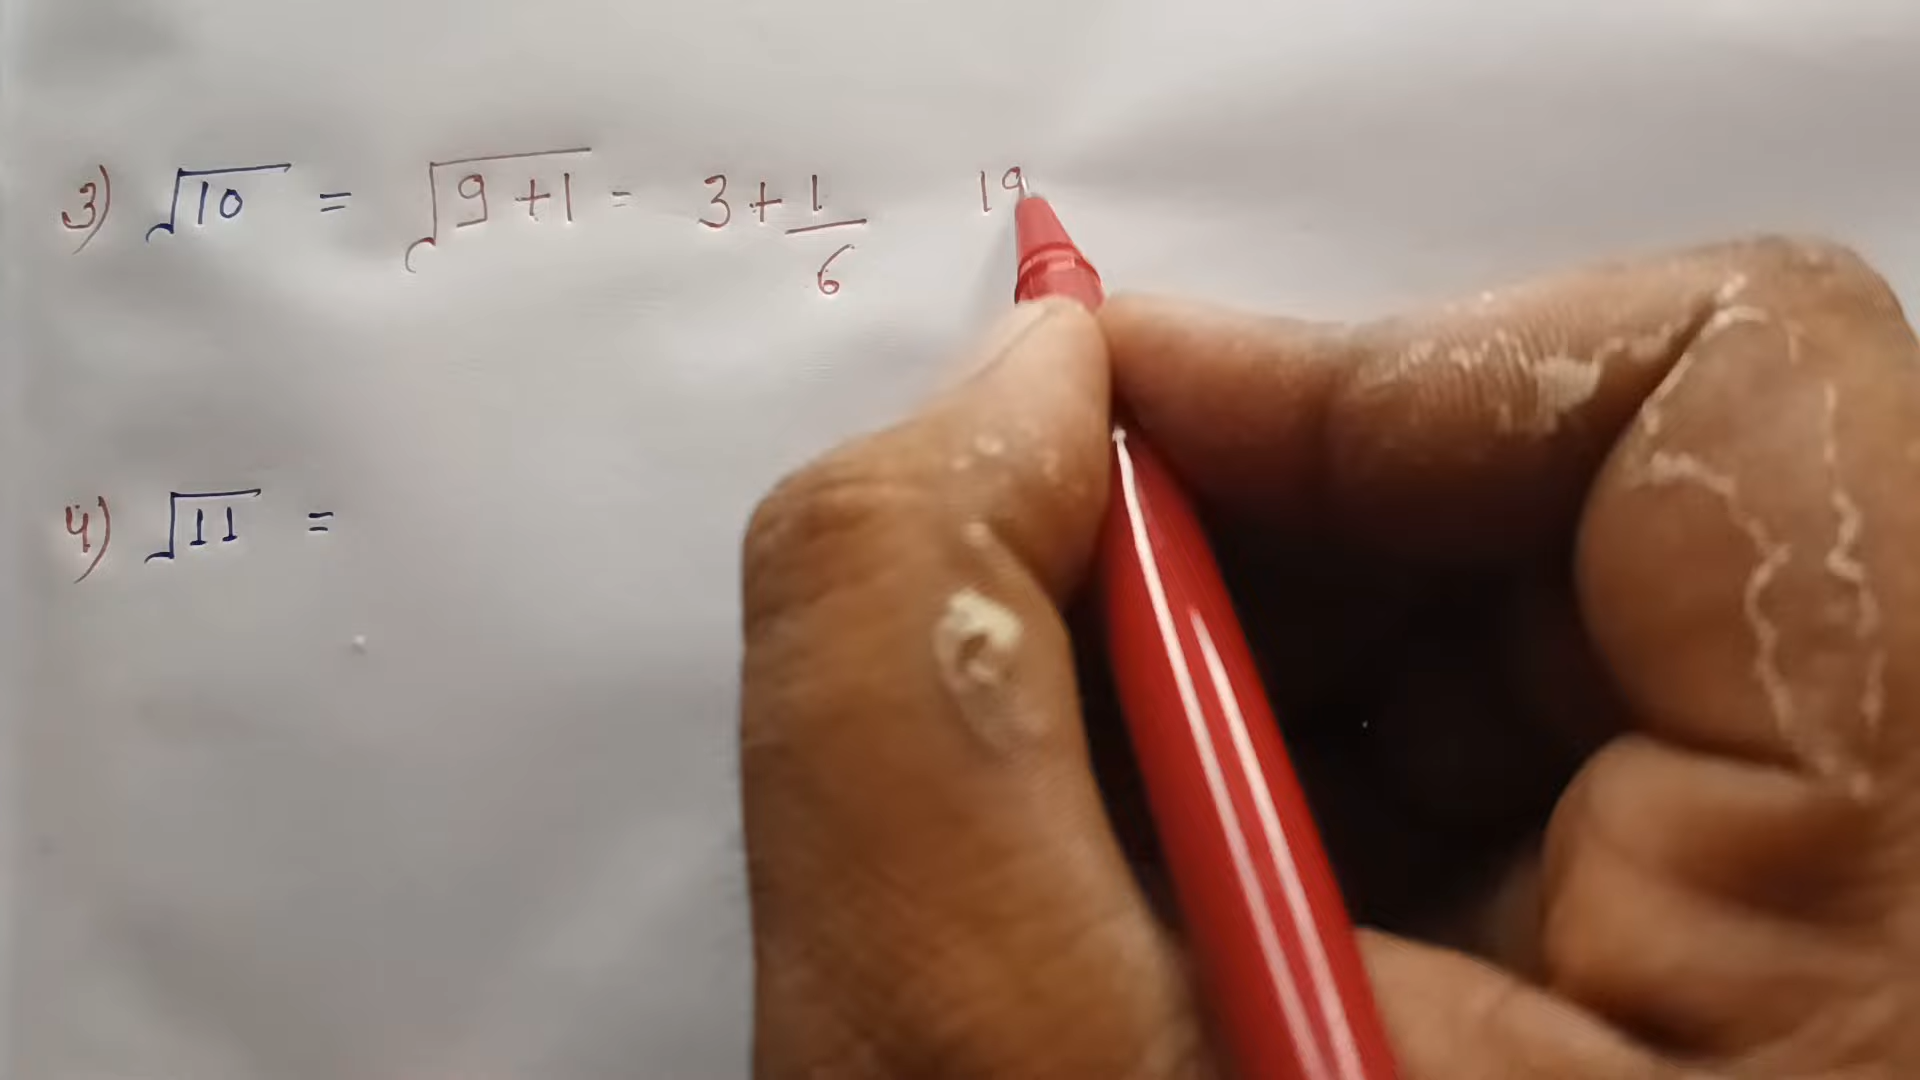 3) √10 = √9+1 = 3+1/6 19
4) √11 =